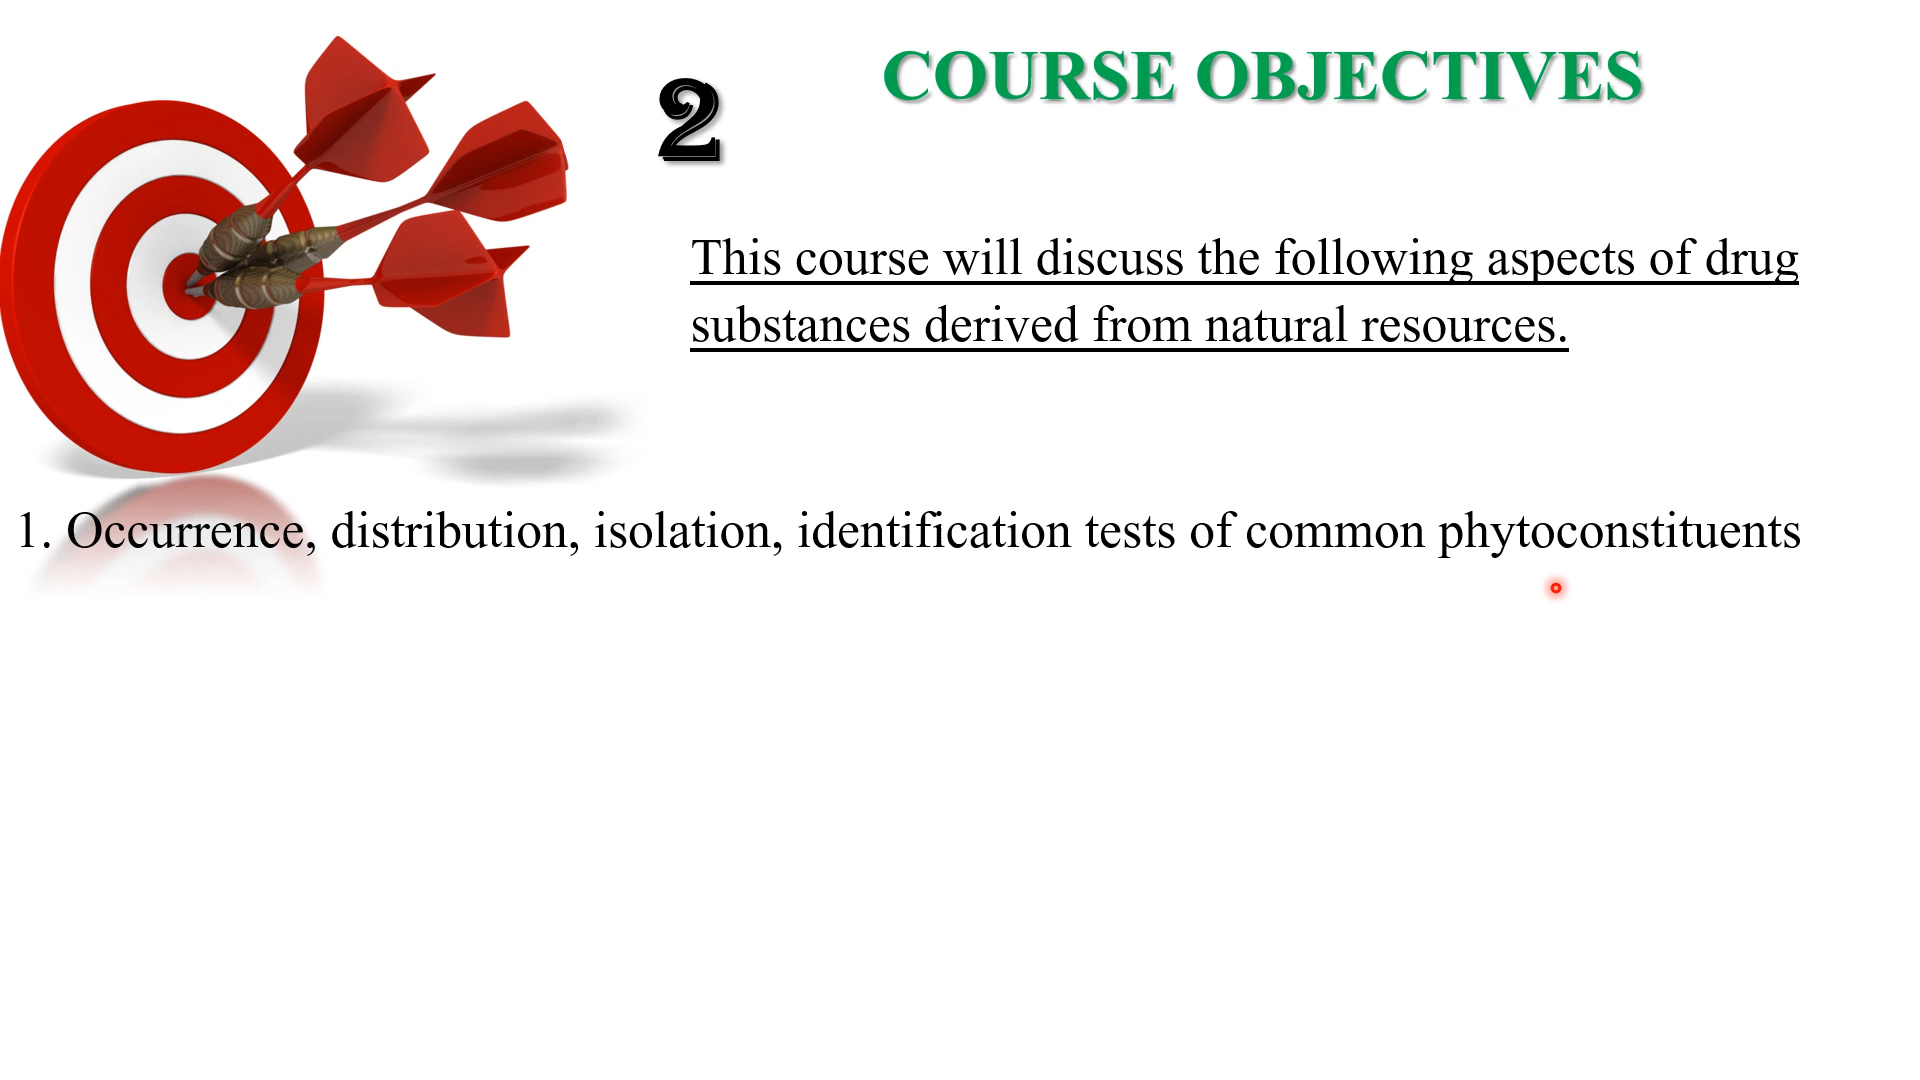 COURSE OBJECTIVES
2
This course will discuss the following aspects of drug
substances derived from natural resources.
1. Occurrence, distribution, isolation, identification tests of common phytoconstituents